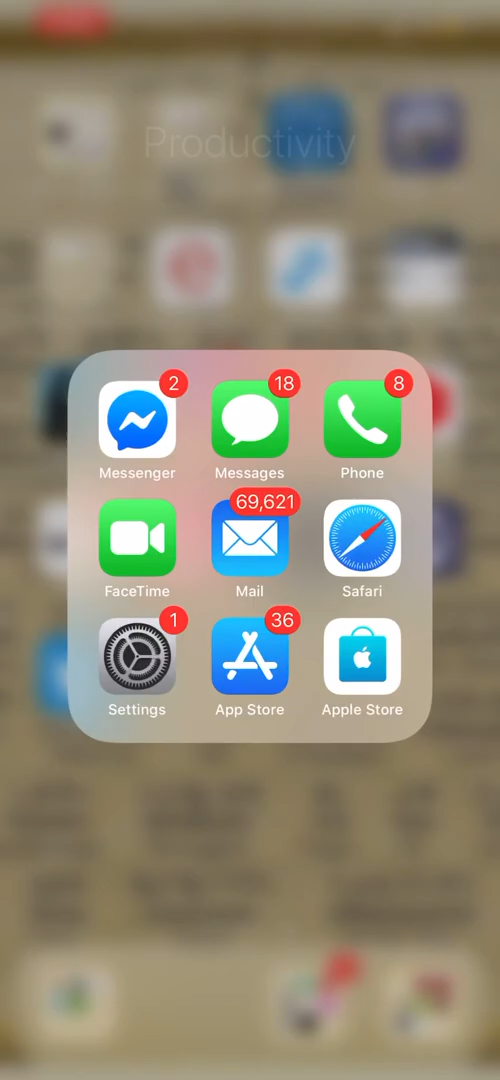 Productivity
2
18
8
Messenger
Messages
Phone
69,621
FaceTime
Mail
Safari
1
36
Settings
App Store
Apple Store